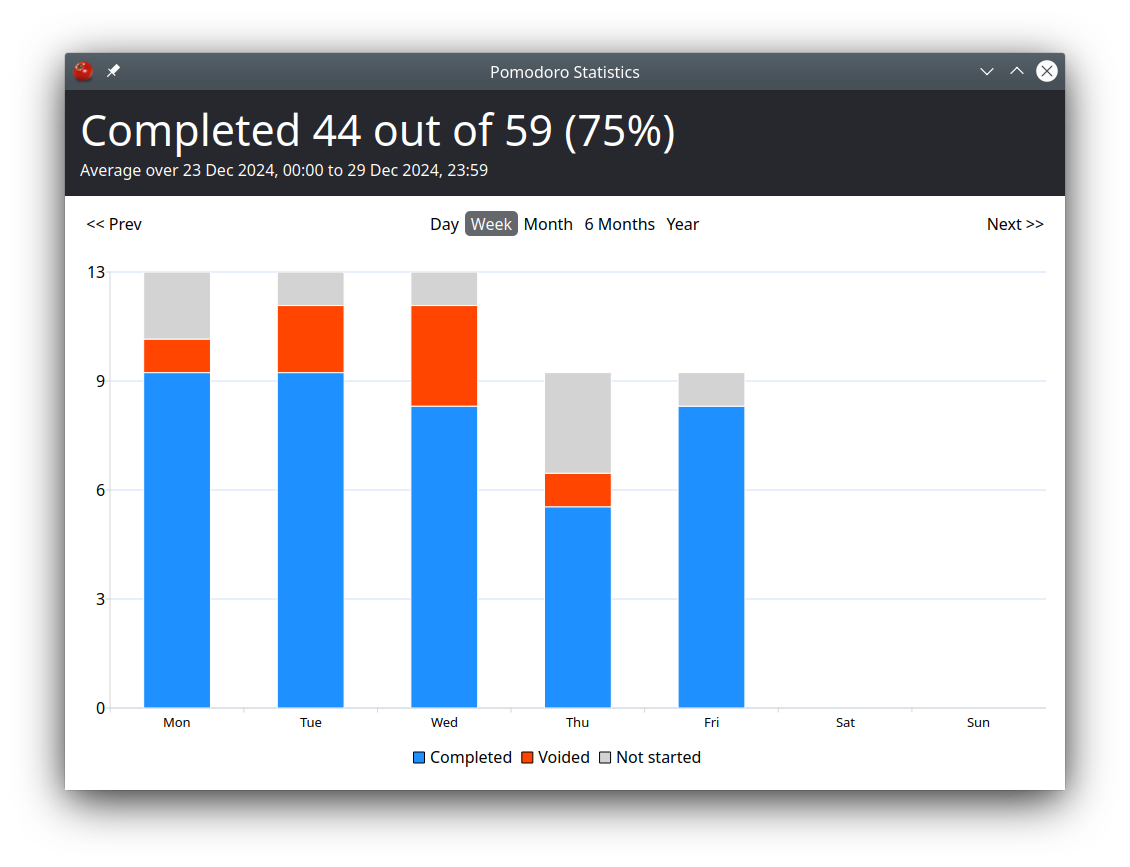 Pomodoro Statistics
Completed 44 out of 59 (75%)
Average over 23 Dec 2024, 00:00 to 29 Dec 2024, 23:59
<< Prev Day Week Month 6 Months Year Next >>
13
9
6
3
0
Mon Tue Wed Thu Fri Sat Sun
Completed Voided Not started